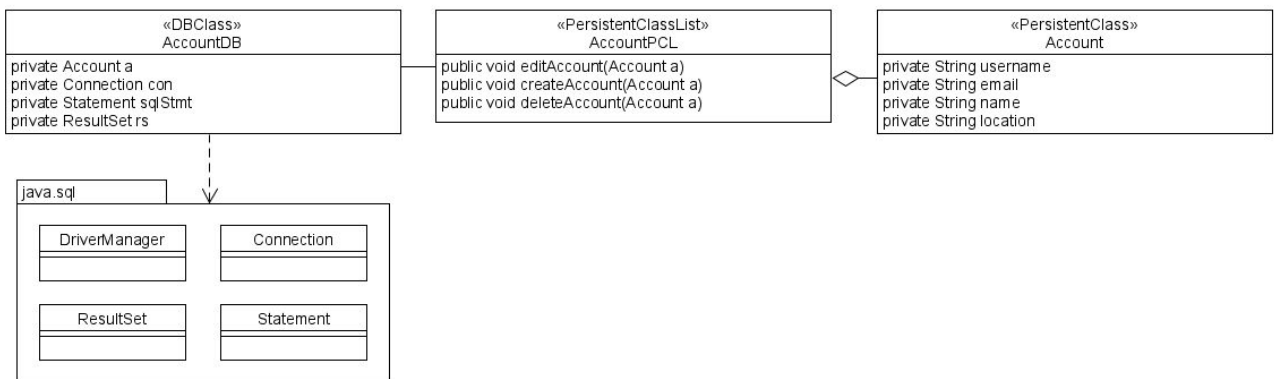 «DBClass»
AccountDB
private Account a
private Connection con
private Statement sqlStmt
private ResultSet rs
«PersistentClassList»
AccountPCL
public void editAccount(Account a)
public void createAccount(Account a)
public void deleteAccount(Account a)
«PersistentClass»
Account
private String username
private String email
private String name
private String location
java.sql
DriverManager
Connection
ResultSet
Statement